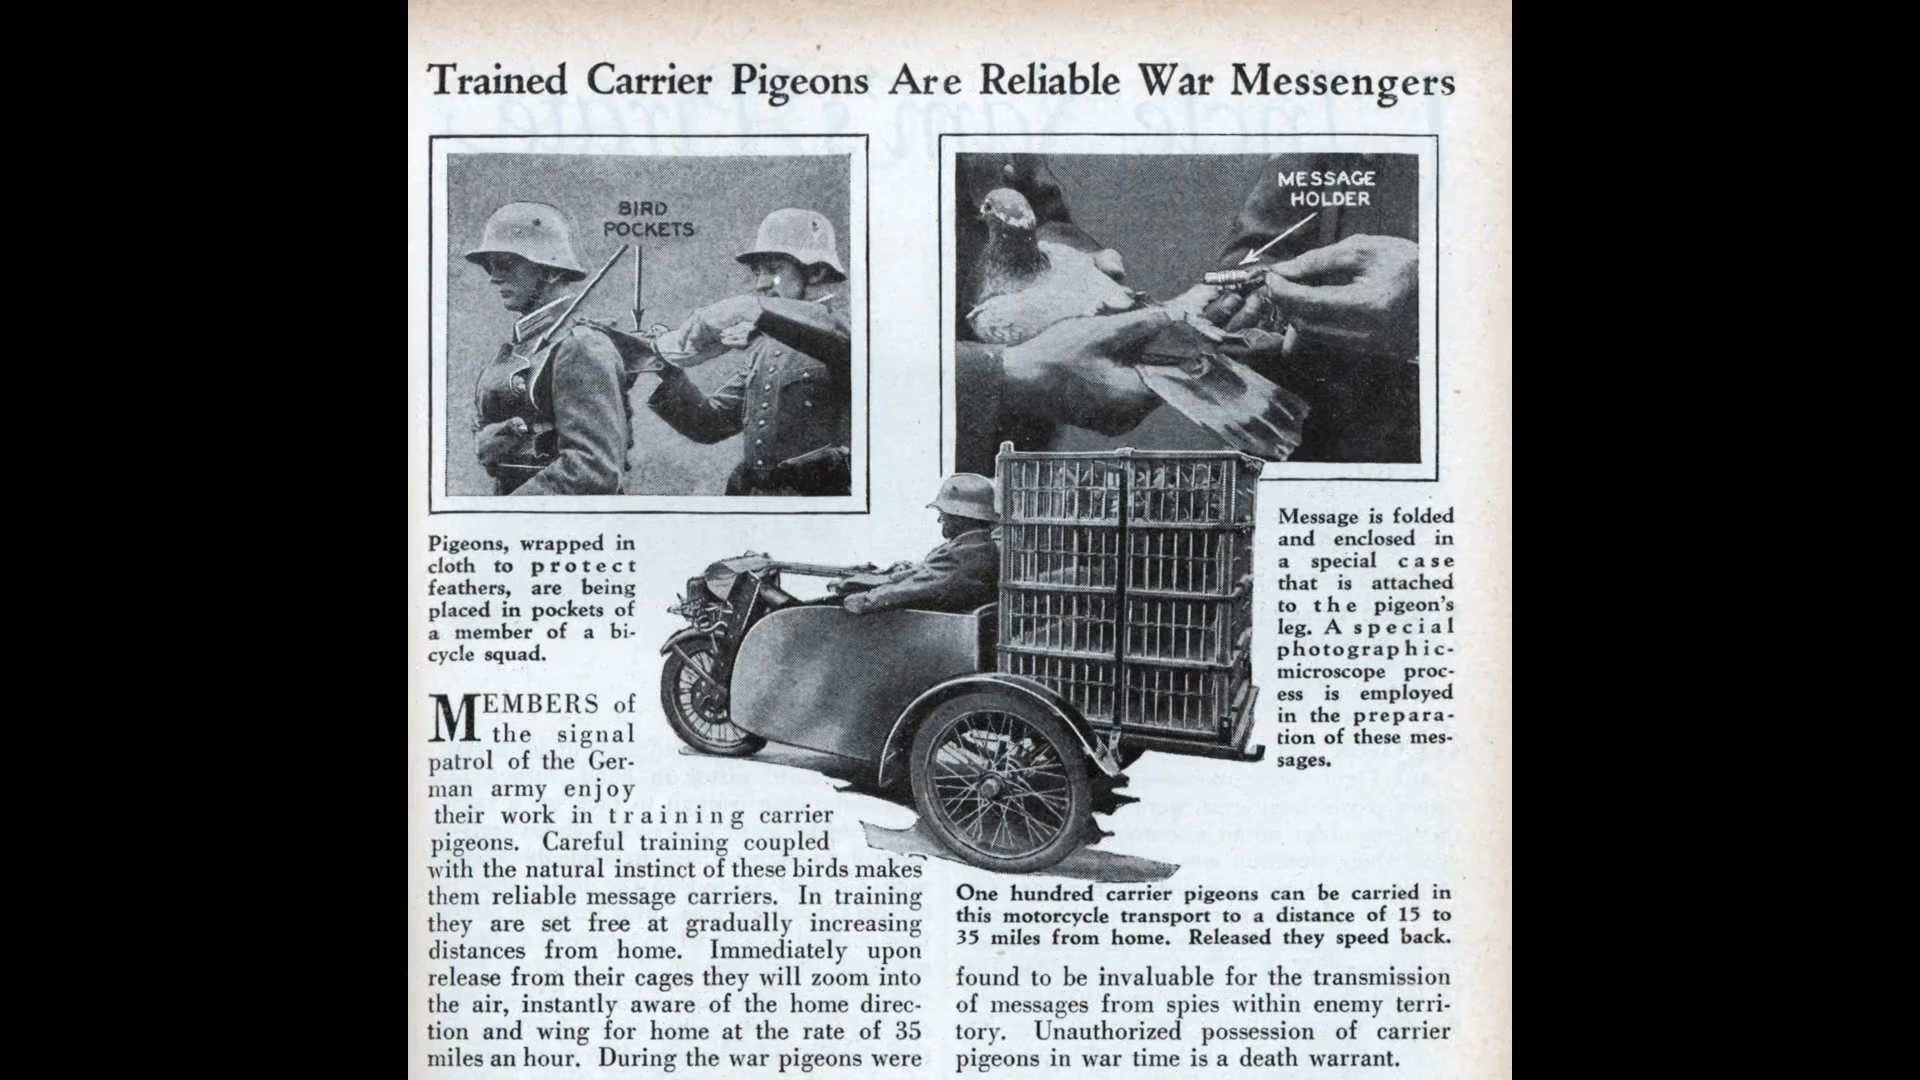 Trained Carrier Pigeons Are Reliable War Messengers
BIRD
POCKETS
MESSAGE
HOLDER
Pigeons, wrapped in
cloth to protect
feathers, are being
placed in pockets of
a member of a bi-
cycle squad.
Message is folded
and enclosed in
a special case
that is attached
to the pigeon's
leg. A special
photographic-
microscope proc-
ess is employed
in the prepara-
tion of these mes-
sages.
MEMBERS of
the signal
patrol of the Ger-
man army enjoy
their work in training carrier
pigeons. Careful training coupled
with the natural instinct of these birds makes
them reliable message carriers. In training
they are set free at gradually increasing
distances from home. Immediately upon
release from their cages they will zoom into
the air, instantly aware of the home direc-
tion and wing for home at the rate of 35
miles an hour. During the war pigeons were
One hundred carrier pigeons can be carried in
this motorcycle transport to a distance of 15 to
35 miles from home. Released they speed back.
found to be invaluable for the transmission
of messages from spies within enemy terri-
tory. Unauthorized possession of carrier
pigeons in war time is a death warrant.